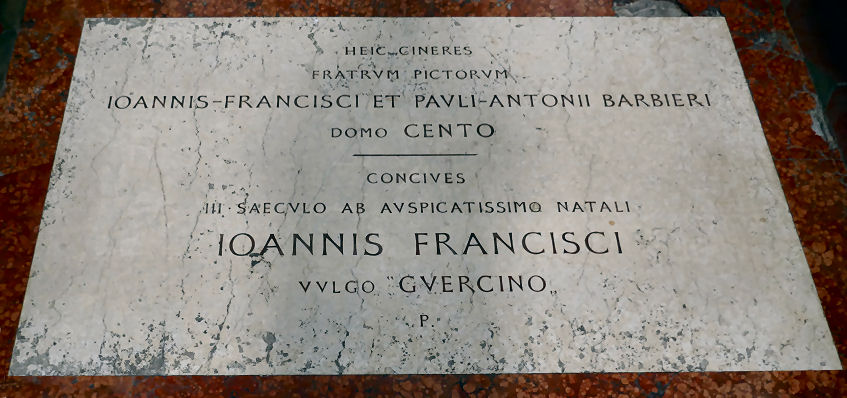 HEIC CINERES
FRATRVM PICTORVM
IOANNIS-FRANCISCI ET PAVLI-ANTONII BARBIERI
DOMO CENTO
CONCIVES
III·SAECVLO AB AVSPICATISSIMO NATALI
IOANNIS FRANCISCI
VVLGO "GVERCINO„
P